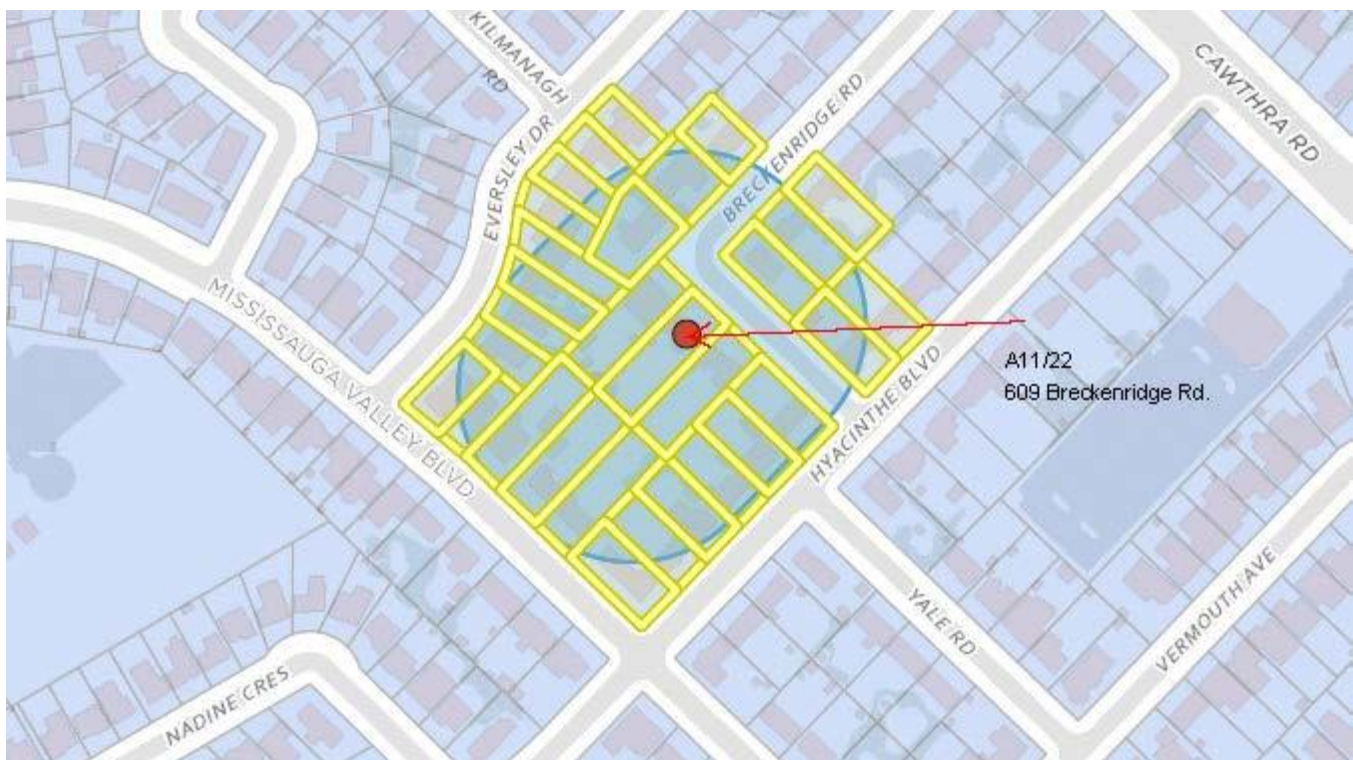 KILMANAGH
RD
CAWTHRA RD
EVERSLEY DR
BRECKENRIDGE RD
MISSISSAUGA VALLEY BLVD
A11/22
609 Breckenridge Rd.
HYACINTHE BLVD
YALE RD
VERMOUTH AVE
NADINE CRES